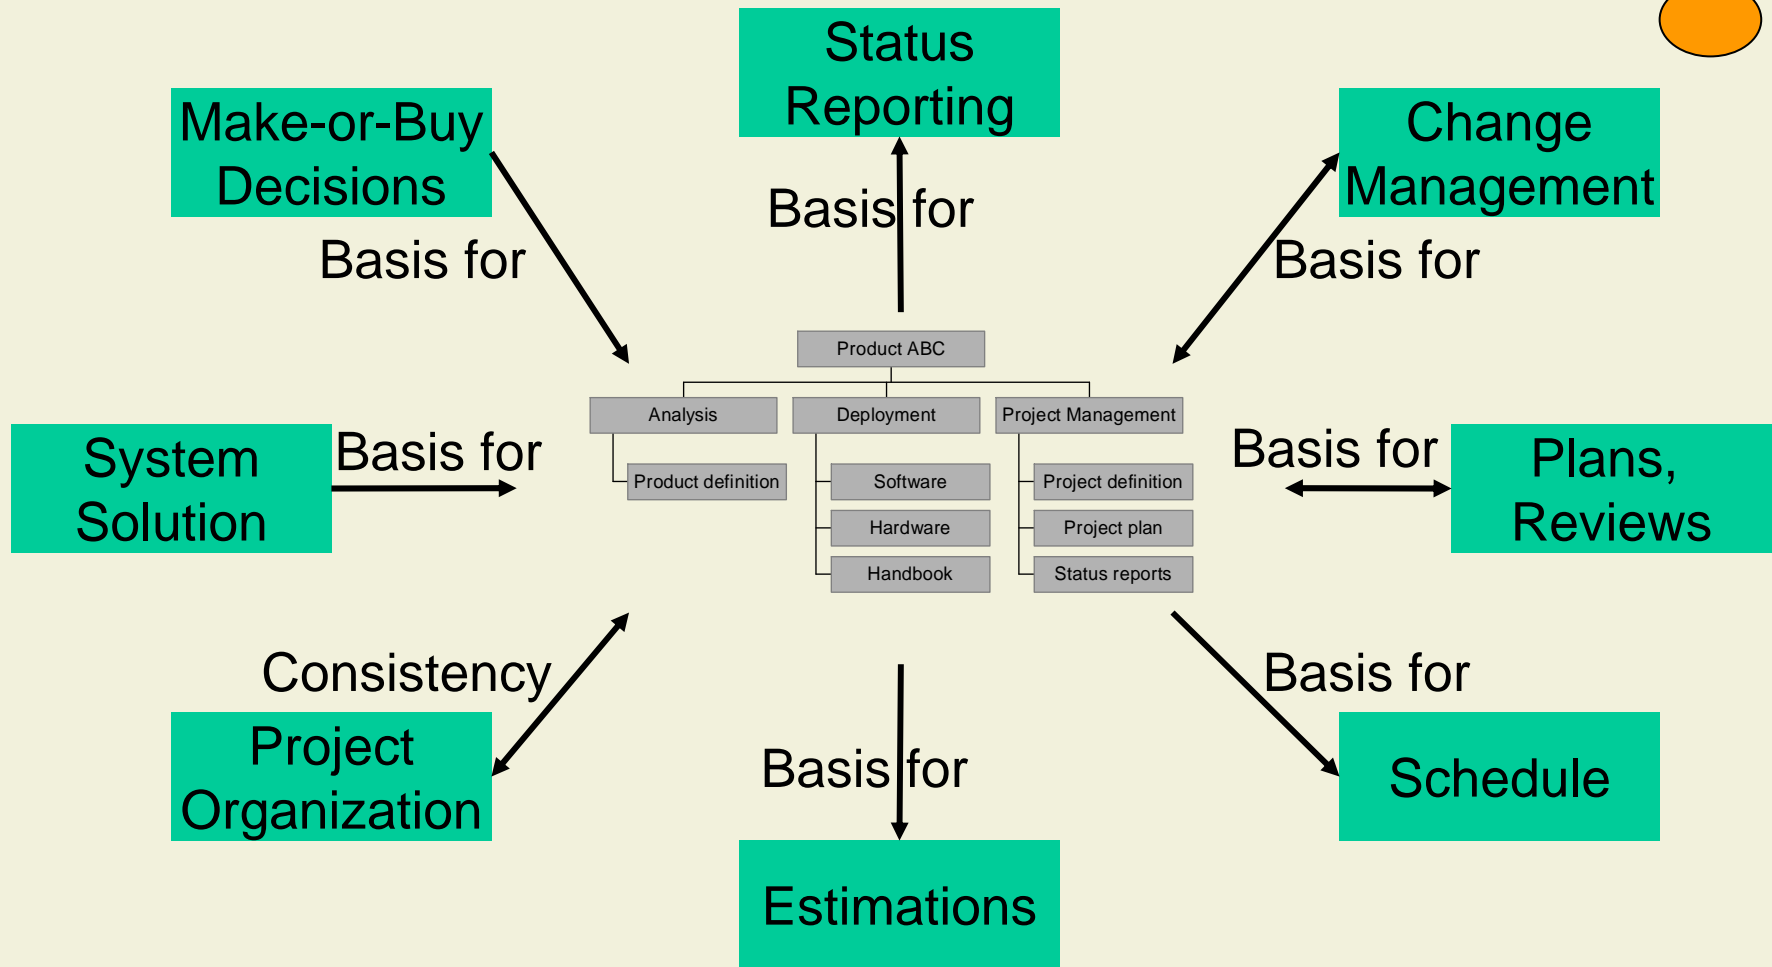 Status
Reporting
Make-or-Buy
Decisions
Change
Management
Basis for
Basis for
Basis for
Product ABC
Analysis
Deployment
Project Management
System
Solution
Basis for
Basis for
Plans,
Reviews
Product definition
Software
Project definition
Hardware
Project plan
Handbook
Status reports
Consistency
Basis for
Project
Organization
Basis for
Schedule
Estimations